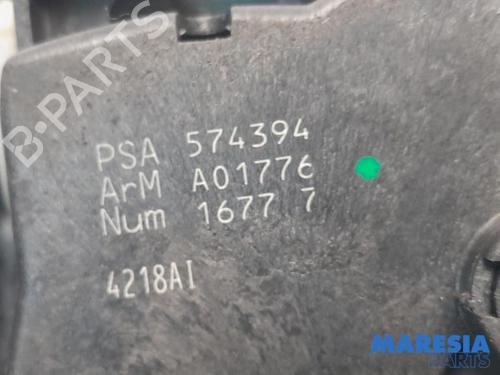 B-PARTS
PSA 574394
ArM A01776
Num 1677 7
4218AI
MARESIA
PARTS